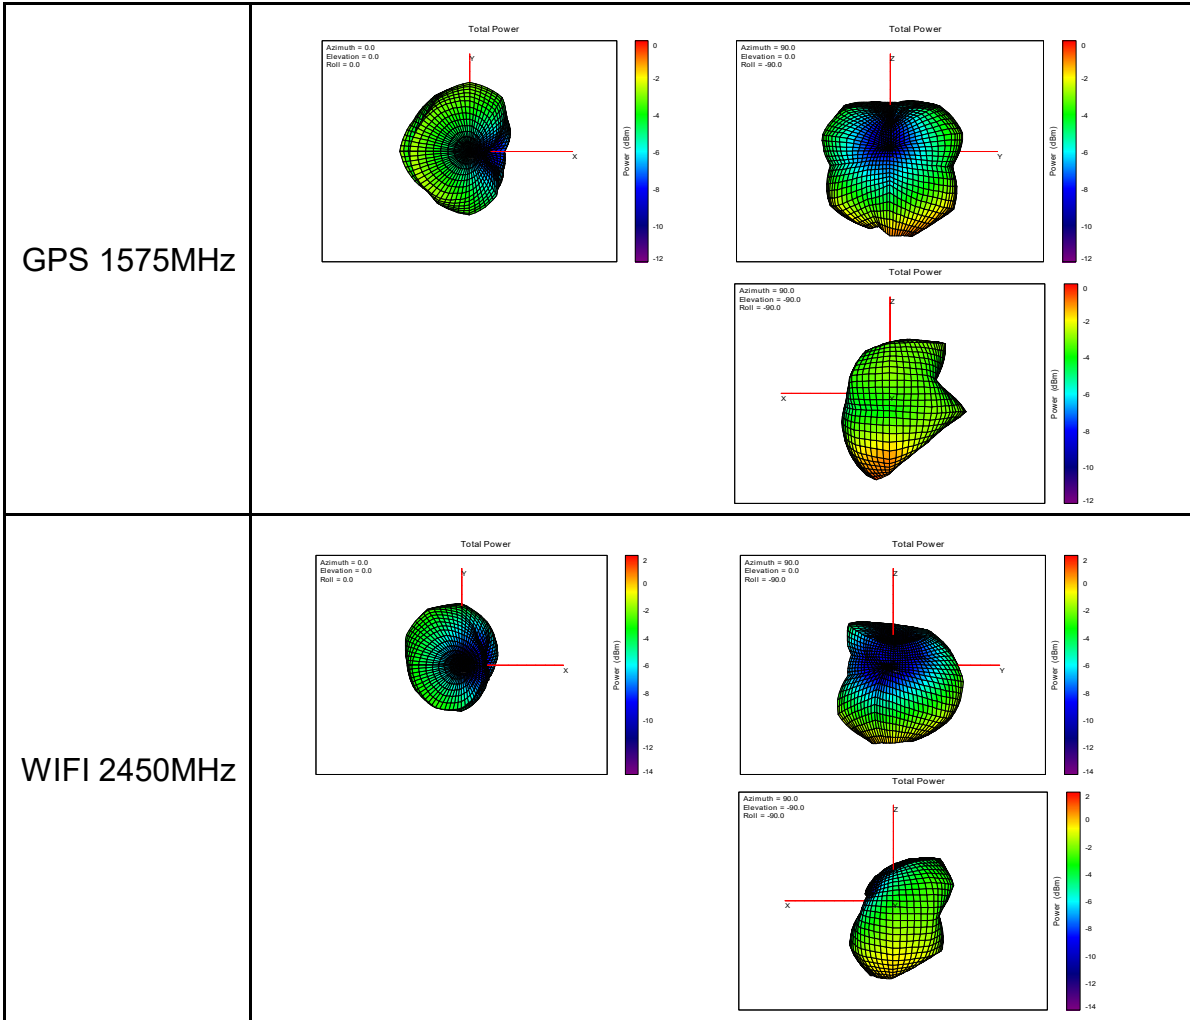 GPS 1575MHz
Total Power
Azimuth = 0.0
Elevation = 0.0
Roll = 0.0
Y
X
0
-2
-4
-6
-8
-10
-12
Power (dBm)
Total Power
Azimuth = 90.0
Elevation = 0.0
Roll = -90.0
Z
Y
0
-2
-4
-6
-8
-10
-12
Power (dBm)
Total Power
Azimuth = 90.0
Elevation = -90.0
Roll = -90.0
Z
X
Y
0
-2
-4
-6
-8
-10
-12
Power (dBm)
WIFI 2450MHz
Total Power
Azimuth = 0.0
Elevation = 0.0
Roll = 0.0
Y
X
2
0
-2
-4
-6
-8
-10
-12
-14
Power (dBm)
Total Power
Azimuth = 90.0
Elevation = 0.0
Roll = -90.0
Z
Y
2
0
-2
-4
-6
-8
-10
-12
-14
Power (dBm)
Total Power
Azimuth = 90.0
Elevation = -90.0
Roll = -90.0
Z
X
Y
2
0
-2
-4
-6
-8
-10
-12
-14
Power (dBm)